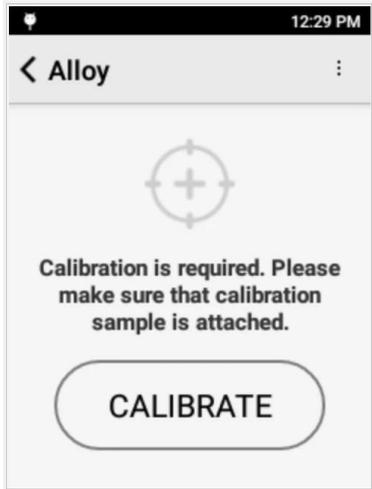 12:29 PM
Alloy
Calibration is required. Please
make sure that calibration
sample is attached.
CALIBRATE